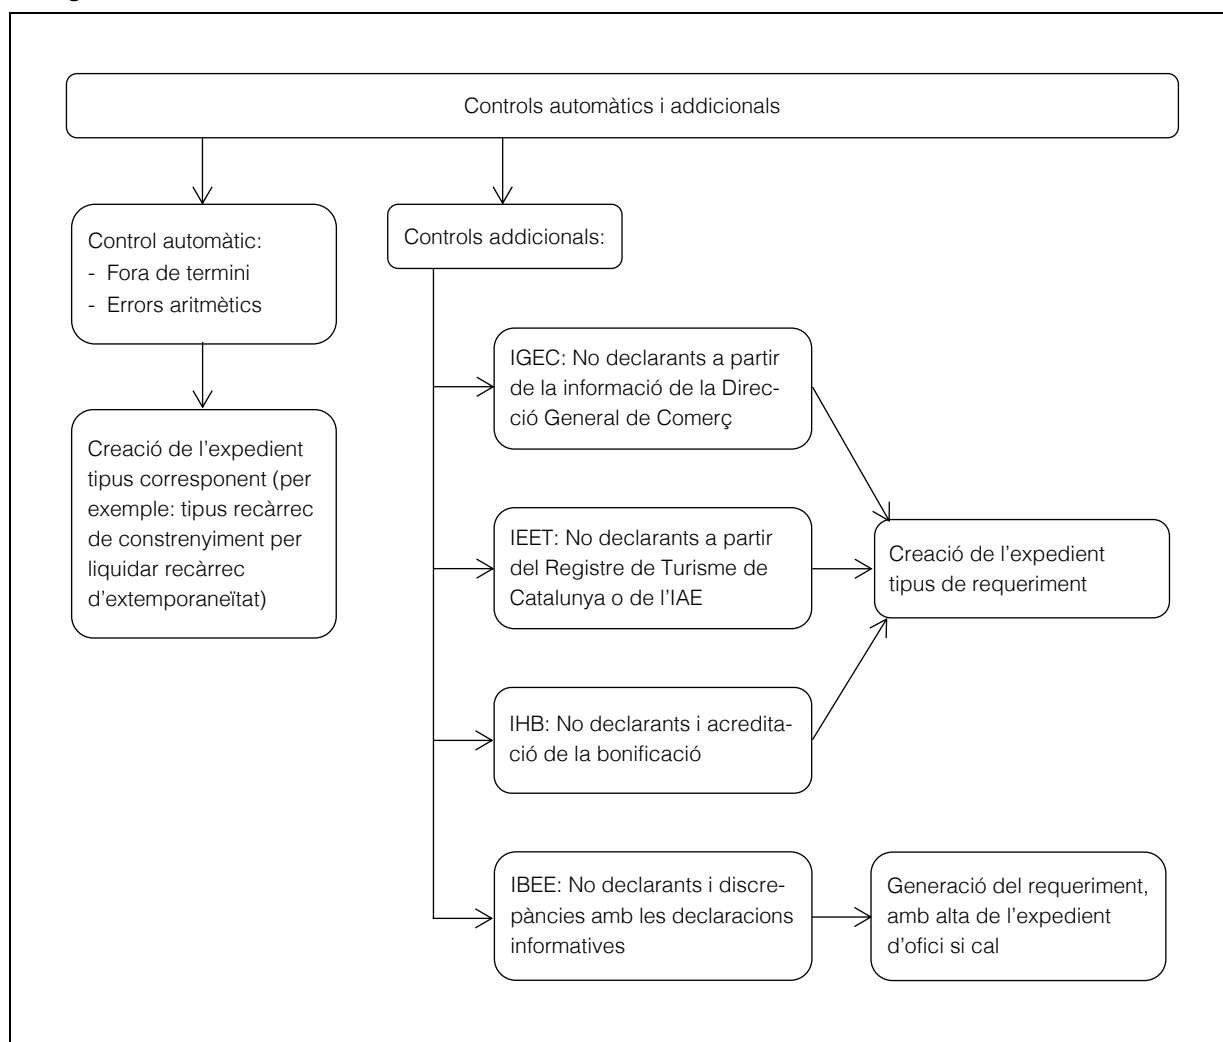 Controls automàtics i addicionals
Control automàtic:
- Fora de termini
- Errors aritmètics
Creació de l'expedient
tipus corresponent (per
exemple: tipus recàrrec
de constrenyiment per
liquidar recàrrec
d'extemporaneïtat)
Controls addicionals:
IGEC: No declarants a partir
de la informació de la Direc-
ció General de Comerç
IEET: No declarants a partir
del Registre de Turisme de
Catalunya o de l'IAE
IHB: No declarants i acredita-
ció de la bonificació
Creació de l'expedient
tipus de requeriment
IBEE: No declarants i discre-
pàncies amb les declaracions
informatives
Generació del requeriment,
amb alta de l'expedient
d'ofici si cal